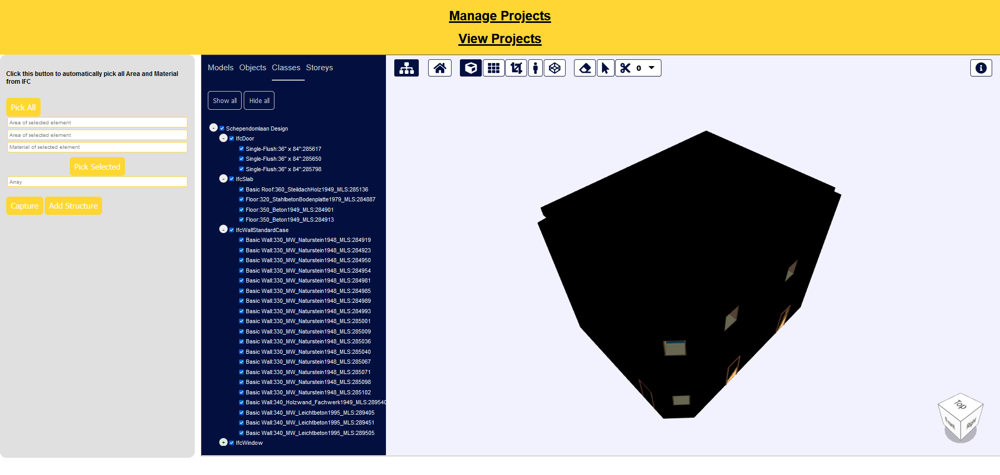 Manage Projects
View Projects
Click this button to automatically pick all Area and Material
from IFC
Pick All
Area of selected element
Area of selected element
Material of selected element
Pick Selected
Array
Capture Add Structure
Models Objects Classes Storeys
Show all Hide all
- Schependomlaan Design
- IfcDoor
Single-Flush:36" x 84":285617
Single-Flush:36" x 84":285650
Single-Flush:36" x 84":285798
- IfcSlab
Basic Roof:360_SteildachHolz1949_MLS:285136
Floor:320_StahlbetonBodenplatte1979_MLS:284887
Floor:350_Beton1949_MLS:284901
Floor:350_Beton1949_MLS:284913
- IfcWallStandardCase
Basic Wall:330_MW_Naturstein1948_MLS:284919
Basic Wall:330_MW_Naturstein1948_MLS:284923
Basic Wall:330_MW_Naturstein1948_MLS:284950
Basic Wall:330_MW_Naturstein1948_MLS:284954
Basic Wall:330_MW_Naturstein1948_MLS:284981
Basic Wall:330_MW_Naturstein1948_MLS:284985
Basic Wall:330_MW_Naturstein1948_MLS:284989
Basic Wall:330_MW_Naturstein1948_MLS:284993
Basic Wall:330_MW_Naturstein1948_MLS:285001
Basic Wall:330_MW_Naturstein1948_MLS:285009
Basic Wall:330_MW_Naturstein1948_MLS:285036
Basic Wall:330_MW_Naturstein1948_MLS:285040
Basic Wall:330_MW_Naturstein1948_MLS:285067
Basic Wall:330_MW_Naturstein1948_MLS:285071
Basic Wall:330_MW_Naturstein1948_MLS:285098
Basic Wall:330_MW_Naturstein1948_MLS:285102
Basic Wall:340_Holzwand_Fachwerk1949_MLS:289540
Basic Wall:340_MW_Leichtbeton1995_MLS:289405
Basic Wall:340_MW_Leichtbeton1995_MLS:289451
Basic Wall:340_MW_Leichtbeton1995_MLS:289505
+ IfcWindow
0
Top
Front Right